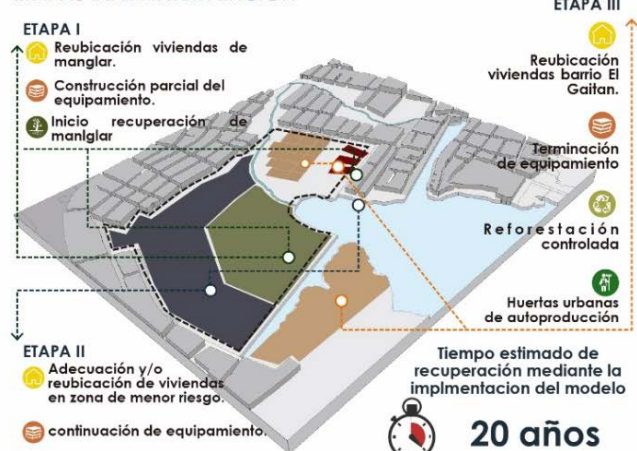 ETAPA I
Reubicación viviendas de
manglar.
Construcción parcial del
equipamiento.
Inicio recuperación de
manlglar
ETAPA III
Reubicación
viviendas barrio El
Gaitan.
Terminación
de equipamiento
Reforestación
controlada
Huertas urbanas
de autoproducción
ETAPA II
Adecuación y/o
reubicación de viviendas
en zona de menor riesgo.
continuación de equipamiento.
Tiempo estimado de
recuperación mediante la
implmentacion del modelo
20 años